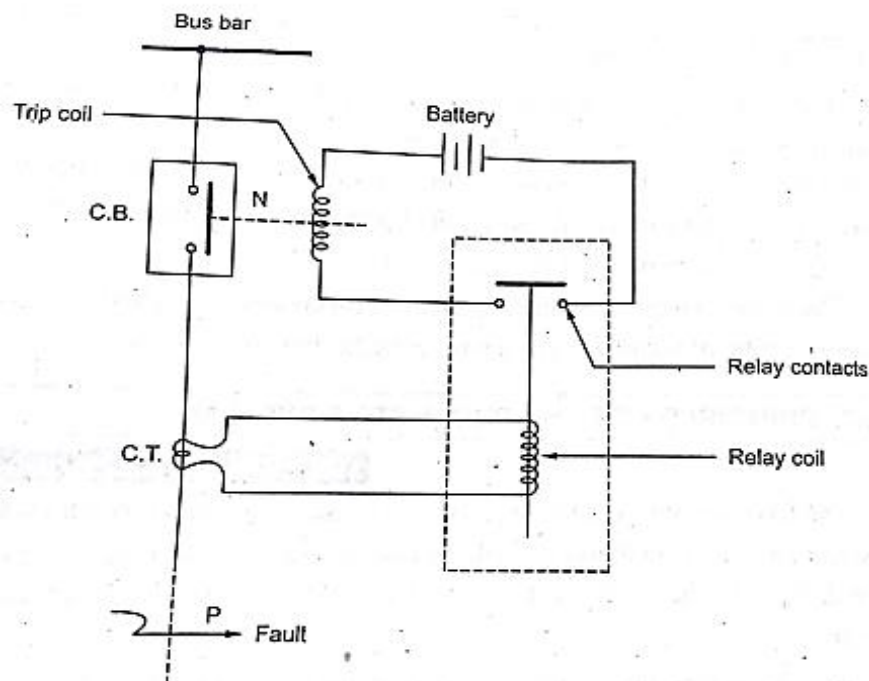 Bus bar
Trip coil
Battery
C.B.
N
Relay contacts
C.T.
Relay coil
P
Fault